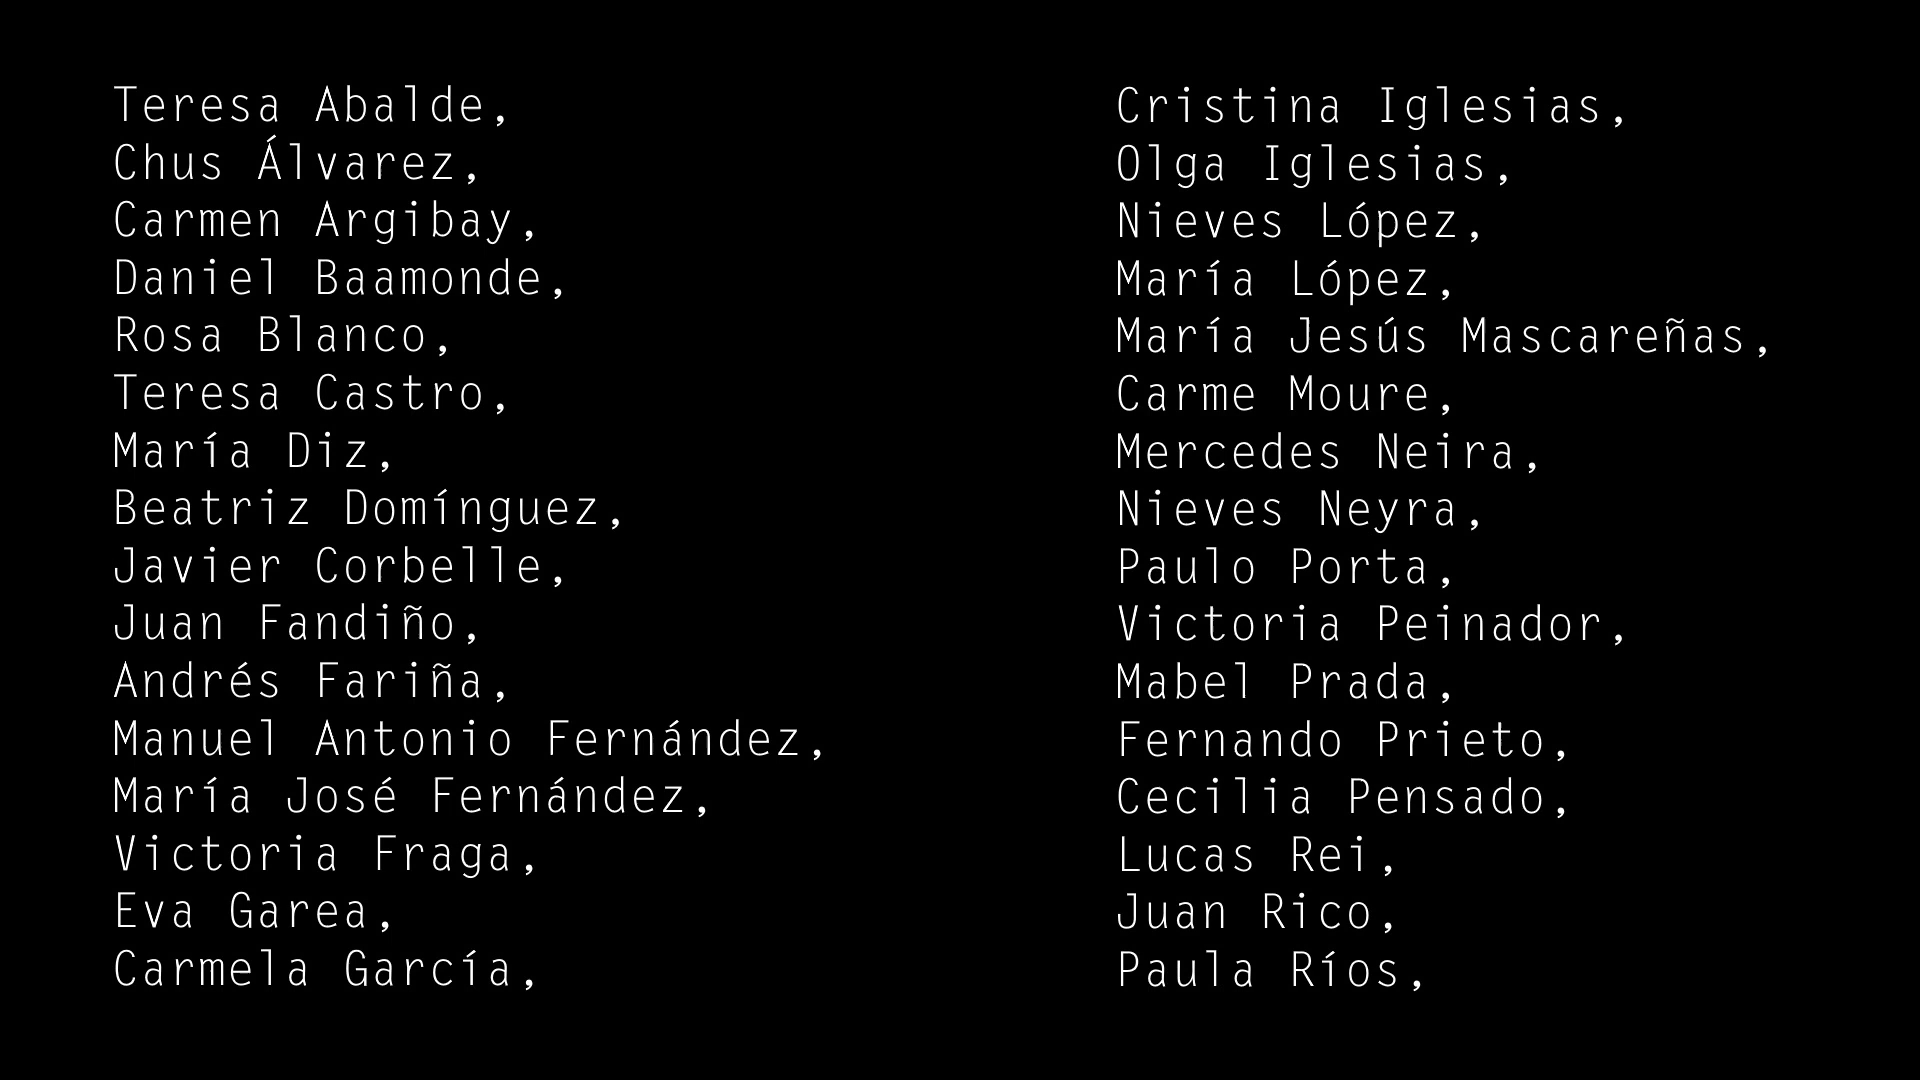 Teresa Abalde,
Chus Álvarez,
Carmen Argibay,
Daniel Baamonde,
Rosa Blanco,
Teresa Castro,
María Diz,
Beatriz Domínguez,
Javier Corbelle,
Juan Fandiño,
Andrés Fariña,
Manuel Antonio Fernández,
María José Fernández,
Victoria Fraga,
Eva Garea,
Carmela García,
Cristina Iglesias,
Olga Iglesias,
Nieves López,
María López,
María Jesús Mascareñas,
Carme Moure,
Mercedes Neira,
Nieves Neyra,
Paulo Porta,
Victoria Peinador,
Mabel Prada,
Fernando Prieto,
Cecilia Pensado,
Lucas Rei,
Juan Rico,
Paula Ríos,